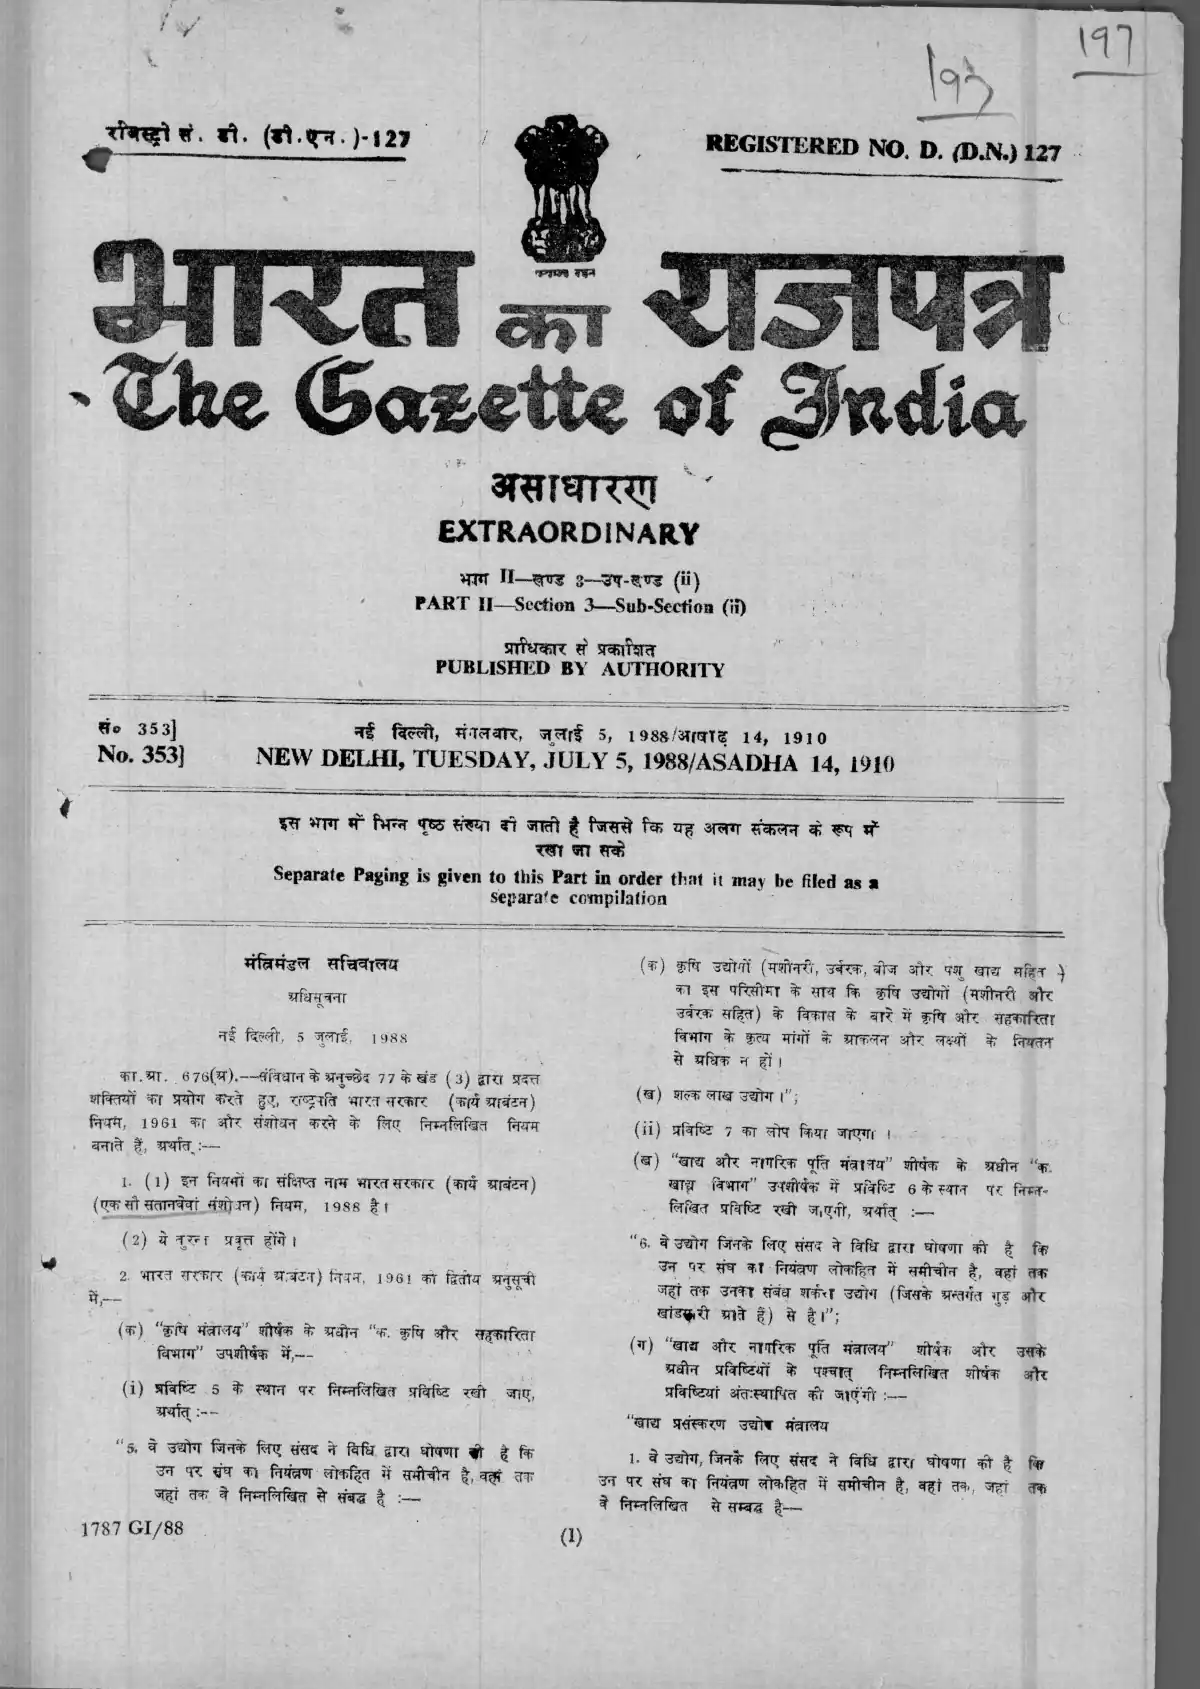 197
193
रजिस्ट्री सं. डी. (डी.एन.)-127
REGISTERED NO. D. (D.N.) 127
भारत का राजपत्र
The Gazette of India
असाधारण
EXTRAORDINARY
भाग II—खण्ड 3—उप-खण्ड (ii)
PART II—Section 3—Sub-Section (ii)
प्राधिकार से प्रकाशित
PUBLISHED BY AUTHORITY
सं० 353]
नई दिल्ली, मंगलवार, जुलाई 5, 1988/आषाढ़ 14, 1910
No. 353]
NEW DELHI, TUESDAY, JULY 5, 1988/ASADHA 14, 1910
इस भाग में भिन्न पृष्ठ संख्या दी जाती है जिससे कि यह अलग संकलन के रूप में
रखा जा सके
Separate Paging is given to this Part in order that it may be filed as a
separate compilation
मंत्रिमंडल सचिवालय
अधिसूचना
नई दिल्ली, 5 जुलाई, 1988
का.आ. 676(अ).—संविधान के अनुच्छेद 77 के खंड (3) द्वारा प्रदत्त
शक्तियों का प्रयोग करते हुए, राष्ट्रपति भारत सरकार (कार्य आबंटन)
नियम, 1961 का और संशोधन करने के लिए निम्नलिखित नियम
बनाते हैं, अर्थात् :—
1. (1) इन नियमों का संक्षिप्त नाम भारत सरकार (कार्य आबंटन)
(एक सौ सतानवेवां संशोधन) नियम, 1988 है।
(2) ये तुरन्त प्रवृत्त होंगे।
2. भारत सरकार (कार्य आबंटन) नियम, 1961 की द्वितीय अनुसूची
में,—
(क) "कृषि मंत्रालय" शीर्षक के अधीन "क. कृषि और सहकारिता
विभाग" उपशीर्षक में,—
(i) प्रविष्टि 5 के स्थान पर निम्नलिखित प्रविष्टि रखी जाए,
अर्थात् :—
"5. वे उद्योग जिनके लिए संसद ने विधि द्वारा घोषणा की है कि
उन पर संघ का नियंत्रण लोकहित में समीचीन है, वहां तक
जहां तक वे निम्नलिखित से संबद्ध है :—
(क) कृषि उद्योगों (मशीनरी, उर्वरक, बीज और पशु खाद्य सहित)
का इस परिसीमा के साथ कि कृषि उद्योगों (मशीनरी और
उर्वरक सहित) के विकास के बारे में कृषि और सहकारिता
विभाग के कृत्य मांगों के आकलन और लक्ष्यों के नियतन
से अधिक न हों।
(ख) शल्क लाख उद्योग।";
(ii) प्रविष्टि 7 का लोप किया जाएगा ।
(ख) "खाद्य और नागरिक पूर्ति मंत्रालय" शीर्षक के अधीन "क.
खाद्य विभाग" उपशीर्षक में प्रविष्टि 6 के स्थान पर निम्न-
लिखित प्रविष्टि रखी जाएगी, अर्थात् :—
"6. वे उद्योग जिनके लिए संसद ने विधि द्वारा घोषणा की है कि
उन पर संघ का नियंत्रण लोकहित में समीचीन है, वहां तक
जहां तक उनका संबंध शर्करा उद्योग (जिसके अन्तर्गत गुड़ और
खांडसारी आते हैं) से है।";
(ग) "खाद्य और नागरिक पूर्ति मंत्रालय" शीर्षक और उसके
अधीन प्रविष्टियों के पश्चात् निम्नलिखित शीर्षक और
प्रविष्टियां अंतःस्थापित की जाएंगी :—
"खाद्य प्रसंस्करण उद्योग मंत्रालय
1. वे उद्योग, जिनके लिए संसद ने विधि द्वारा घोषणा की है कि
उन पर संघ का नियंत्रण लोकहित में समीचीन है, वहां तक, जहां तक
वे निम्नलिखित से सम्बद्ध है—
1787 GI/88
(1)